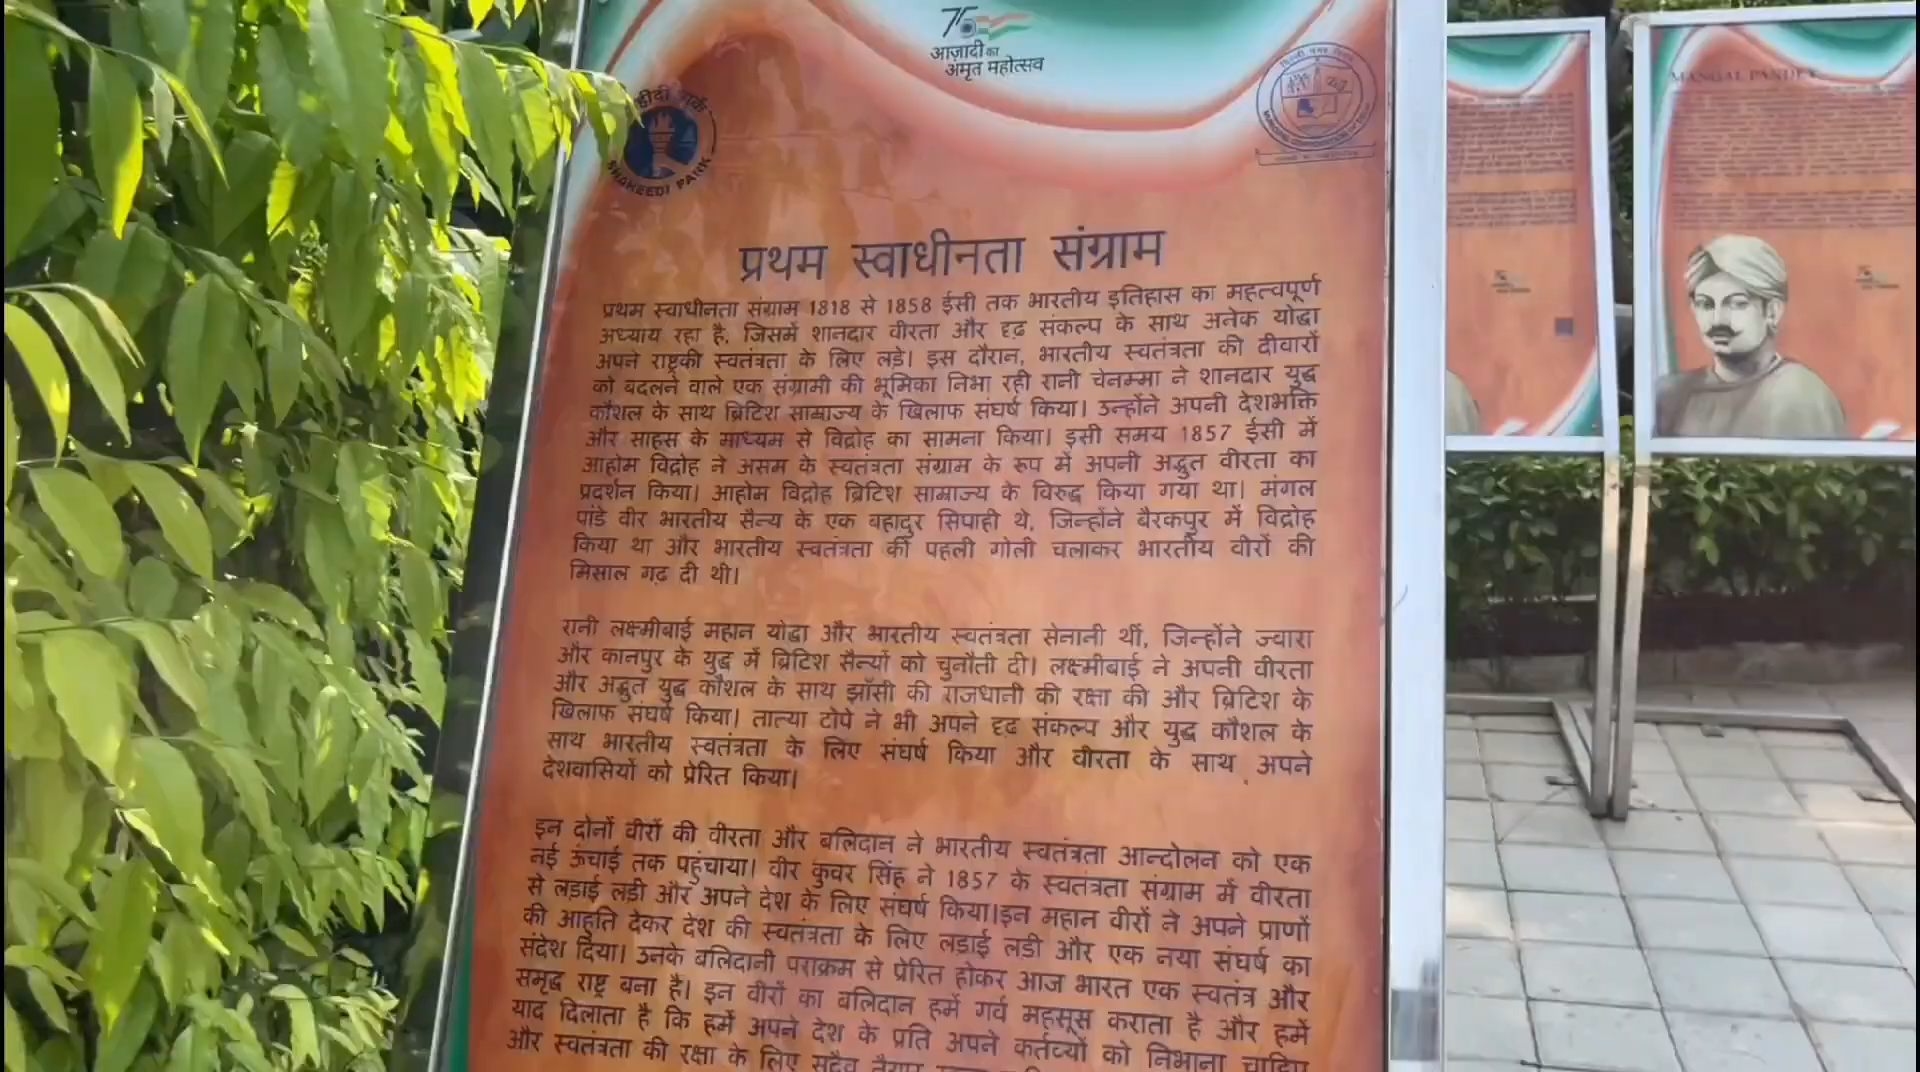 75
आज़ादी का
अमृत महोत्सव
SHAHEEDI PARK
प्रथम स्वाधीनता संग्राम
प्रथम स्वाधीनता संग्राम 1818 से 1858 ईसी तक भारतीय इतिहास का महत्वपूर्ण
अध्याय रहा है, जिसमें शानदार वीरता और दृढ़ संकल्प के साथ अनेक योद्धा
अपने राष्ट्रकी स्वतंत्रता के लिए लड़े। इस दौरान, भारतीय स्वतंत्रता की दीवारों
को बदलने वाले एक संग्रामी की भूमिका निभा रही रानी चेनम्मा ने शानदार युद्ध
कौशल के साथ ब्रिटिश साम्राज्य के खिलाफ संघर्ष किया। उन्होंने अपनी देशभक्ति
और साहस के माध्यम से विद्रोह का सामना किया। इसी समय 1857 ईसी में
आहोम विद्रोह ने असम के स्वतंत्रता संग्राम के रूप में अपनी अद्भुत वीरता का
प्रदर्शन किया। आहोम विद्रोह ब्रिटिश साम्राज्य के विरुद्ध किया गया था। मंगल
पांडे वीर भारतीय सैन्य के एक बहादुर सिपाही थे, जिन्होंने बैरकपुर में विद्रोह
किया था और भारतीय स्वतंत्रता की पहली गोली चलाकर भारतीय वीरों की
मिसाल गढ़ दी थी।
रानी लक्ष्मीबाई महान योद्धा और भारतीय स्वतंत्रता सेनानी थीं, जिन्होंने ज्वारा
और कानपुर के युद्ध में ब्रिटिश सैन्यों को चुनौती दी। लक्ष्मीबाई ने अपनी वीरता
और अद्भुत युद्ध कौशल के साथ झाँसी की राजधानी की रक्षा की और ब्रिटिश के
खिलाफ संघर्ष किया। तात्या टोपे ने भी अपने दृढ़ संकल्प और युद्ध कौशल के
साथ भारतीय स्वतंत्रता के लिए संघर्ष किया और वीरता के साथ अपने
देशवासियों को प्रेरित किया।
इन दोनों वीरों की वीरता और बलिदान ने भारतीय स्वतंत्रता आन्दोलन को एक
नई ऊंचाई तक पहुंचाया। वीर कुंवर सिंह ने 1857 के स्वतंत्रता संग्राम में वीरता
से लड़ाई लड़ी और अपने देश के लिए संघर्ष किया।इन महान वीरों ने अपने प्राणों
की आहूति देकर देश की स्वतंत्रता के लिए लड़ाई लडी और एक नया संघर्ष का
संदेश दिया। उनके बलिदानी पराक्रम से प्रेरित होकर आज भारत एक स्वतंत्र और
समृद्ध राष्ट्र बना है। इन वीरों का बलिदान हमें गर्व महसूस कराता है और हमें
याद दिलाता है कि हमें अपने देश के प्रति अपने कर्तव्यों को निभाना चाहिए
और स्वतंत्रता की रक्षा के लिए सदैव तैयार
MANGAL PANDEY